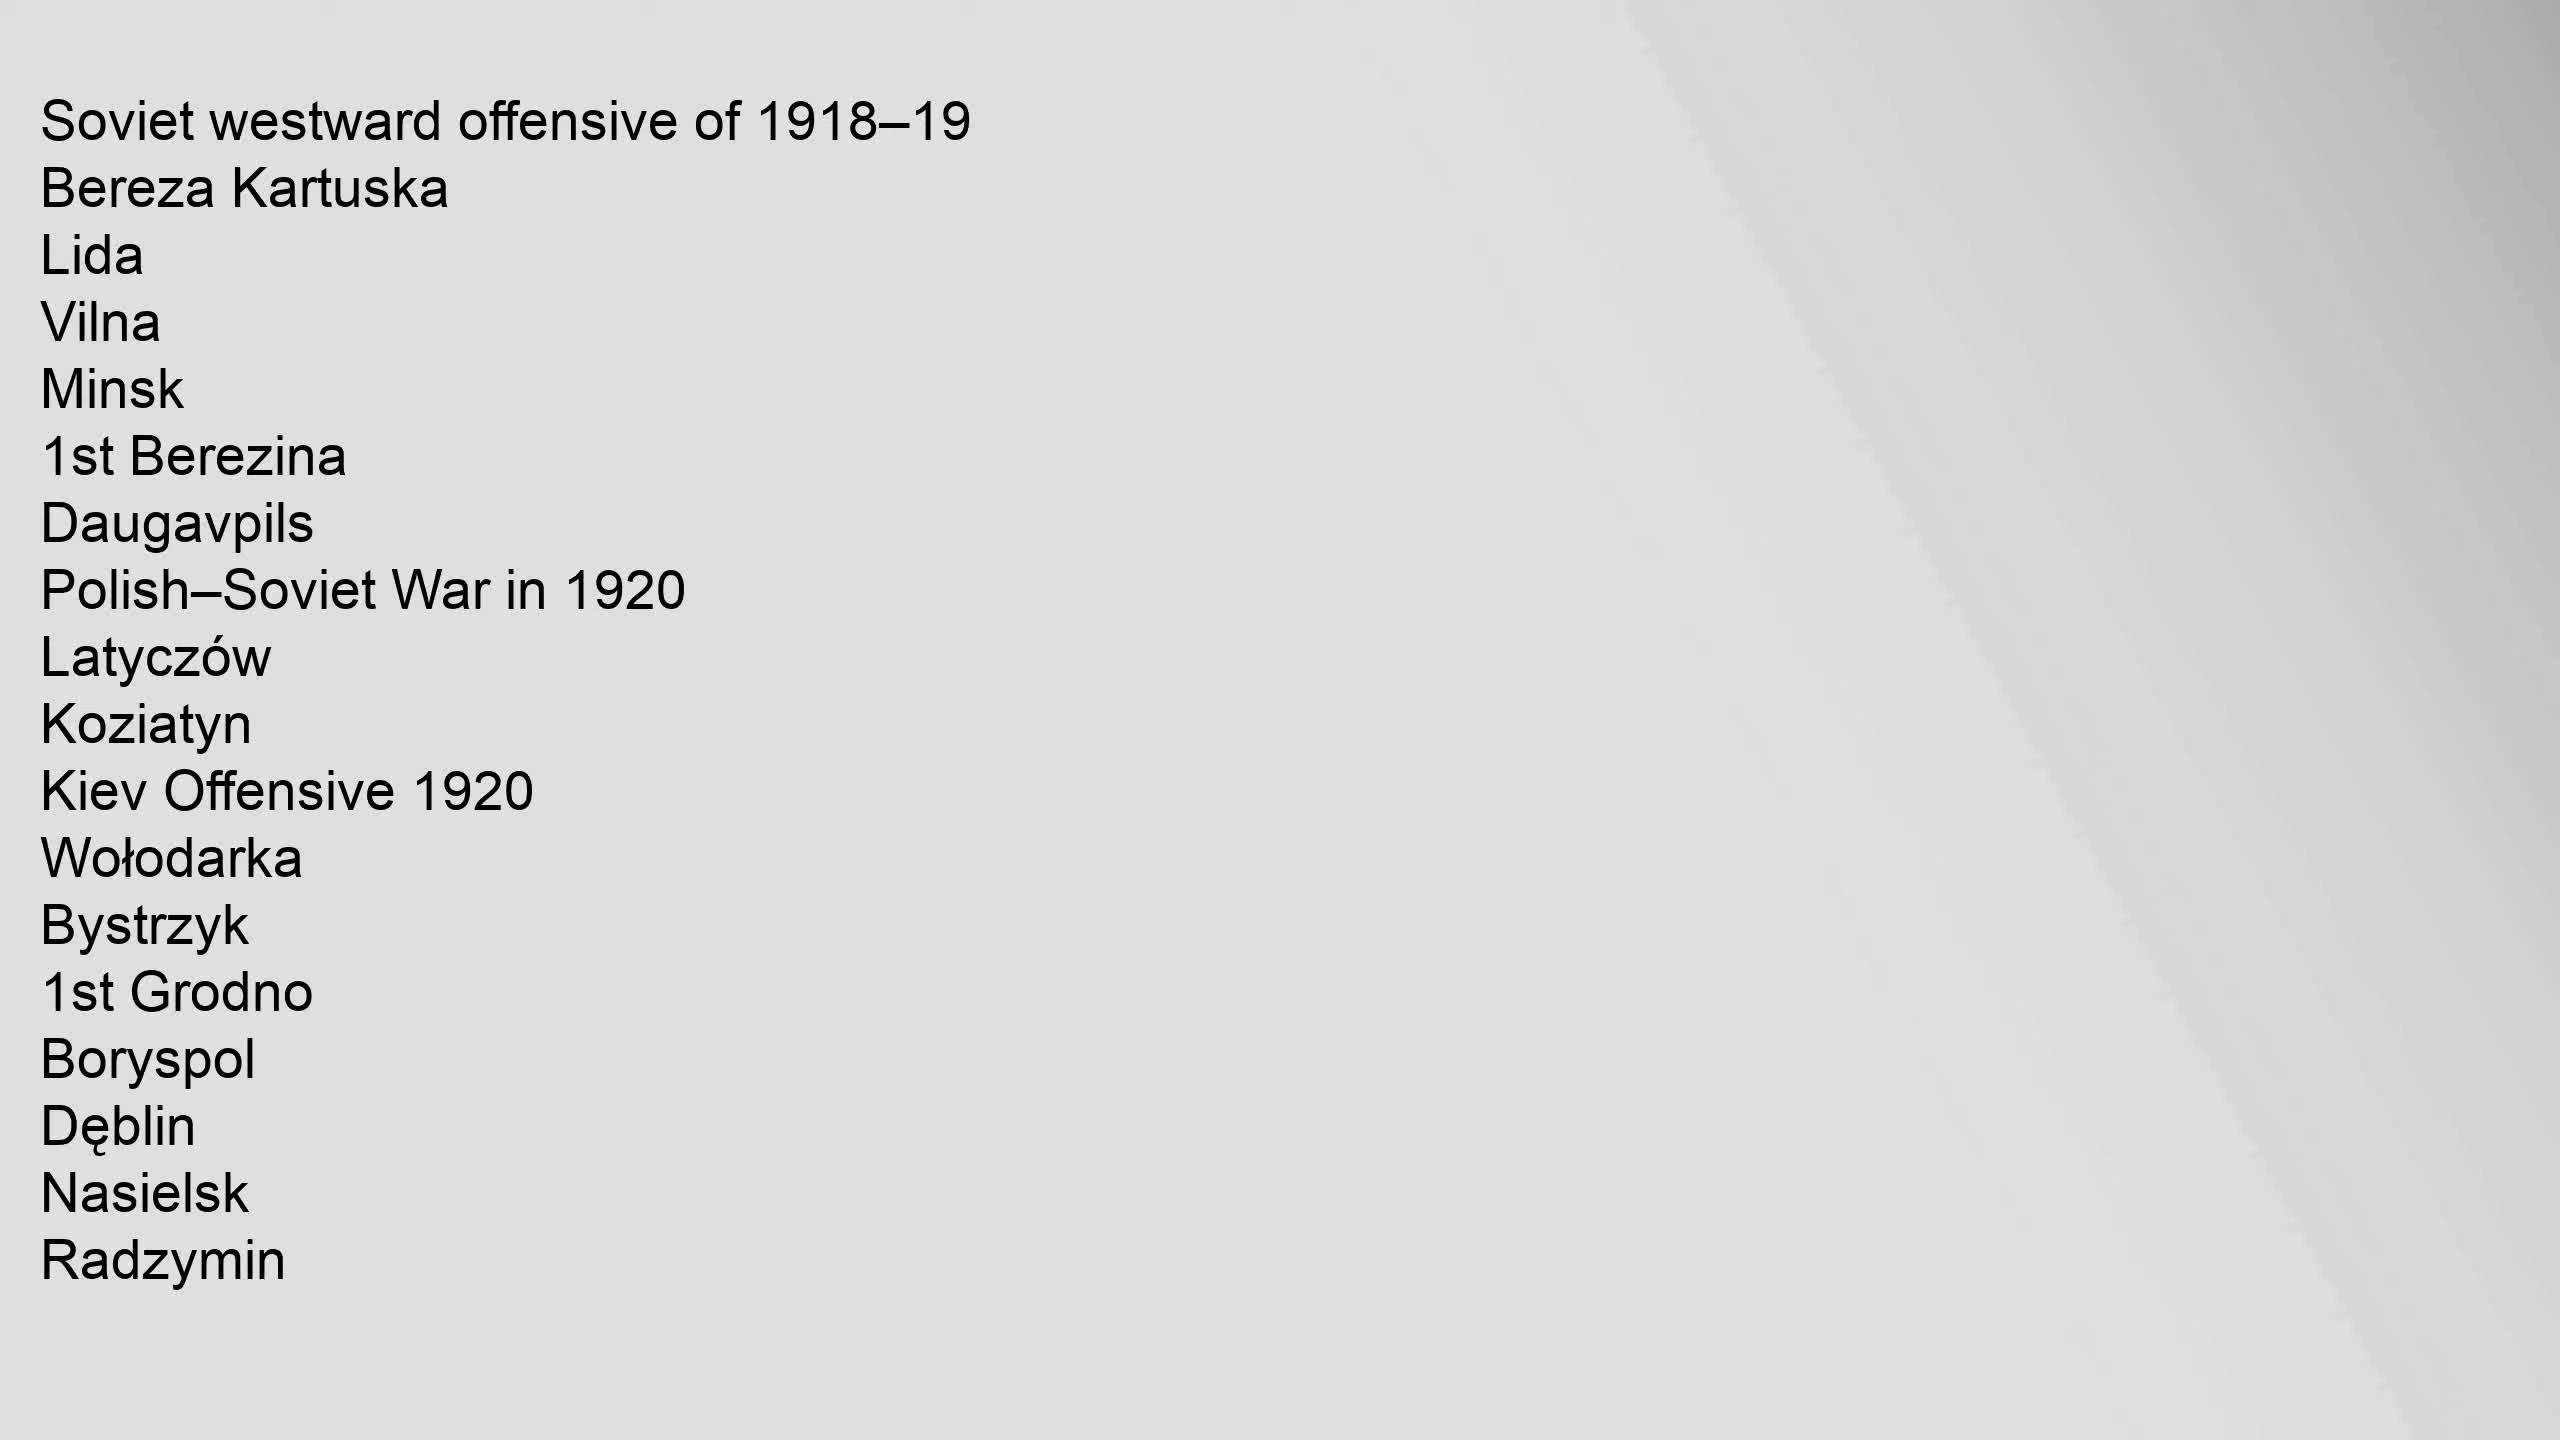 Soviet westward offensive of 1918–19
Bereza Kartuska
Lida
Vilna
Minsk
1st Berezina
Daugavpils
Polish–Soviet War in 1920
Latyczów
Koziatyn
Kiev Offensive 1920
Wołodarka
Bystrzyk
1st Grodno
Boryspol
Dęblin
Nasielsk
Radzymin